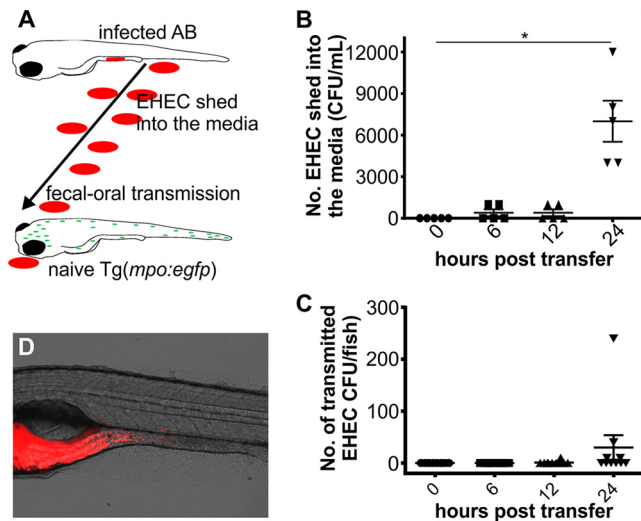 A
infected AB
EHEC shed
into the media
fecal-oral transmission
naive Tg(mpo:egfp)
B
No. EHEC shed into
the media (CFU/mL)
12000
9000
6000
3000
0
*
0
6
12
24
hours post transfer
C
No. of transmitted
EHEC CFU/fish)
300
200
100
0
0
6
12
24
hours post transfer
D